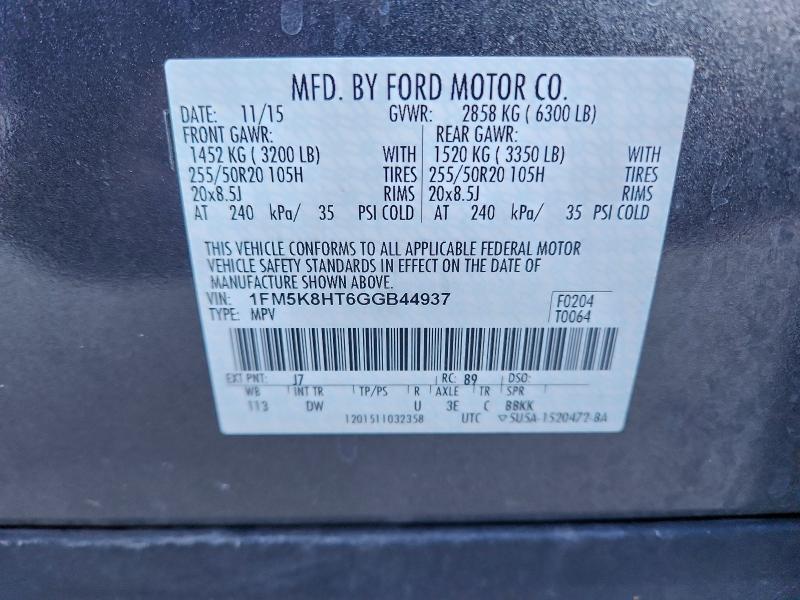 MFD. BY FORD MOTOR CO.
DATE: 11/15 GVWR: 2858 KG ( 6300 LB)
FRONT GAWR: REAR GAWR:
1452 KG ( 3200 LB) WITH 1520 KG ( 3350 LB) WITH
255/50R20 105H TIRES 255/50R20 105H TIRES
20x8.5J RIMS 20x8.5J RIMS
AT 240 kPa/ 35 PSI COLD AT 240 kPa/ 35 PSI COLD
THIS VEHICLE CONFORMS TO ALL APPLICABLE FEDERAL MOTOR
VEHICLE SAFETY STANDARDS IN EFFECT ON THE DATE OF
MANUFACTURE SHOWN ABOVE.
VIN: 1FM5K8HT6GGB44937 F0204
TYPE: MPV T0064
EXT PNT: J7 RC: 89 DSO:
WB INT TR TP/PS R AXLE TR SPR
113 DW U 3E C BBKK
1201511032358 UTC ▽SU5A-1520472-BA